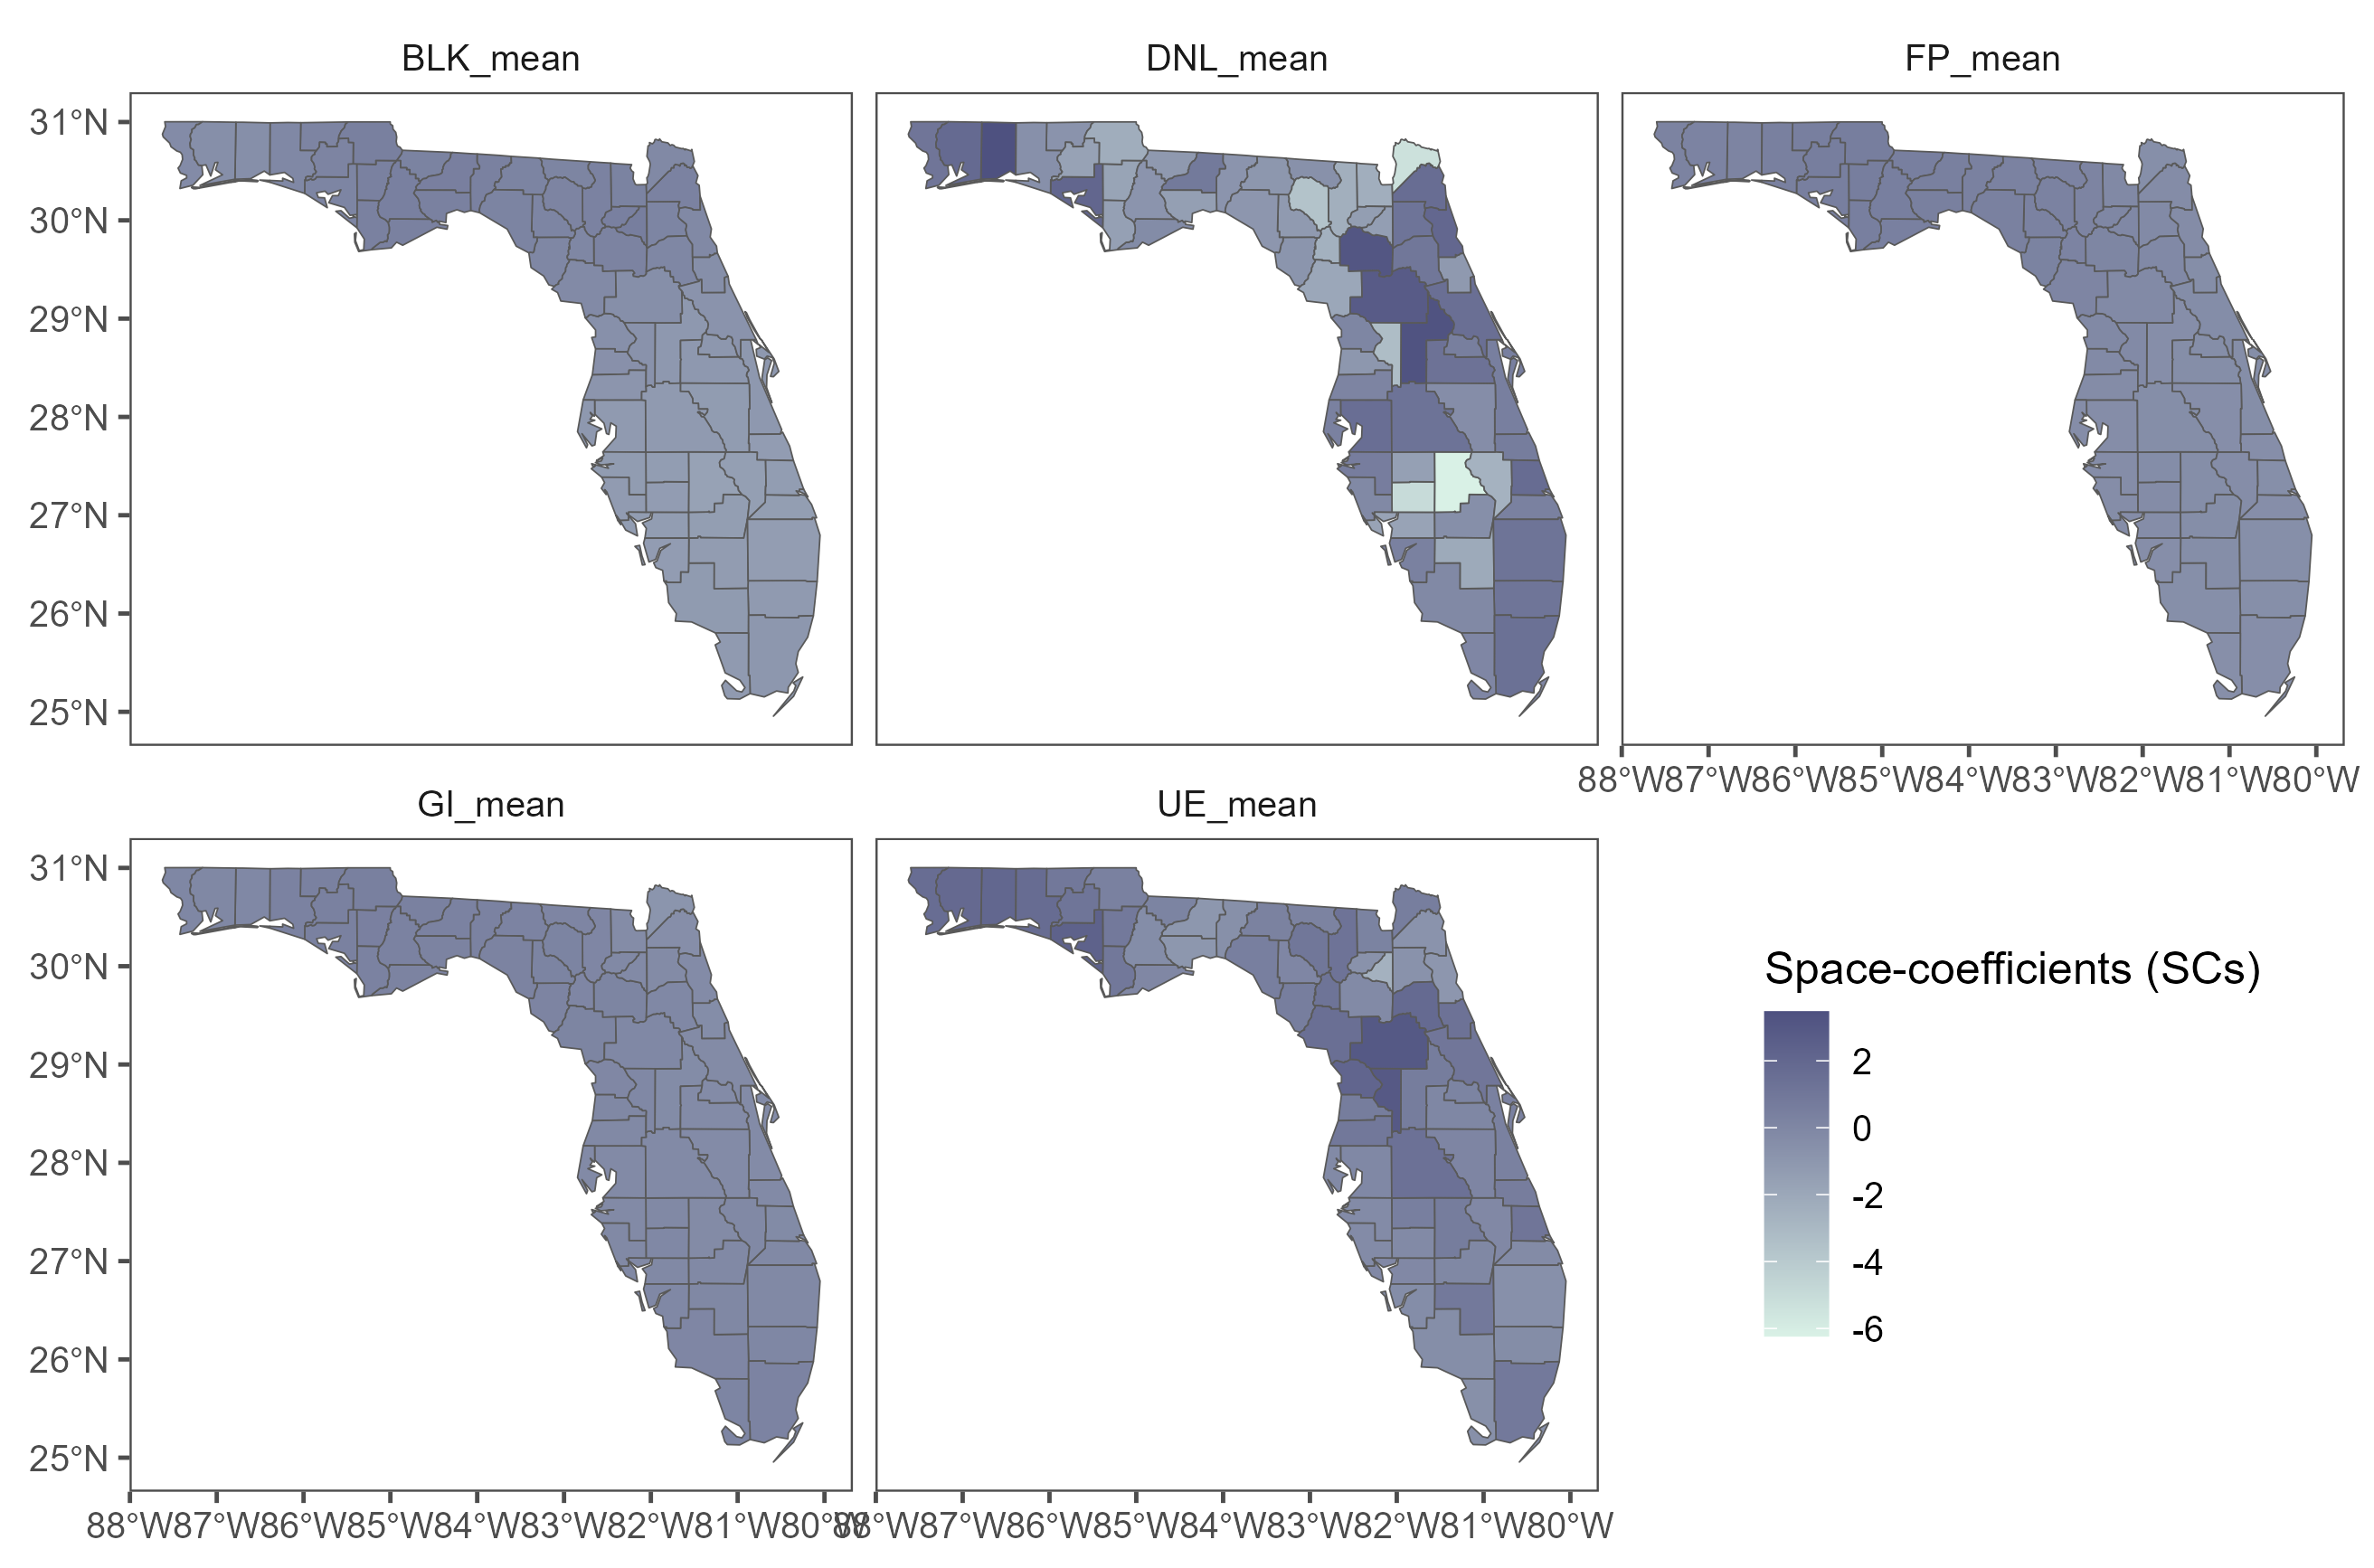 BLK_mean DNL_mean FP_mean
31°N
30°N
29°N
28°N
27°N
26°N
25°N
88°W 87°W 86°W 85°W 84°W 83°W 82°W 81°W 80°W
GI_mean UE_mean
31°N
30°N
29°N
28°N
27°N
26°N
25°N
Space-coefficients (SCs)
2
0
-2
-4
-6
88°W 87°W 86°W 85°W 84°W 83°W 82°W 81°W 80°W 88°W 87°W 86°W 85°W 84°W 83°W 82°W 81°W 80°W